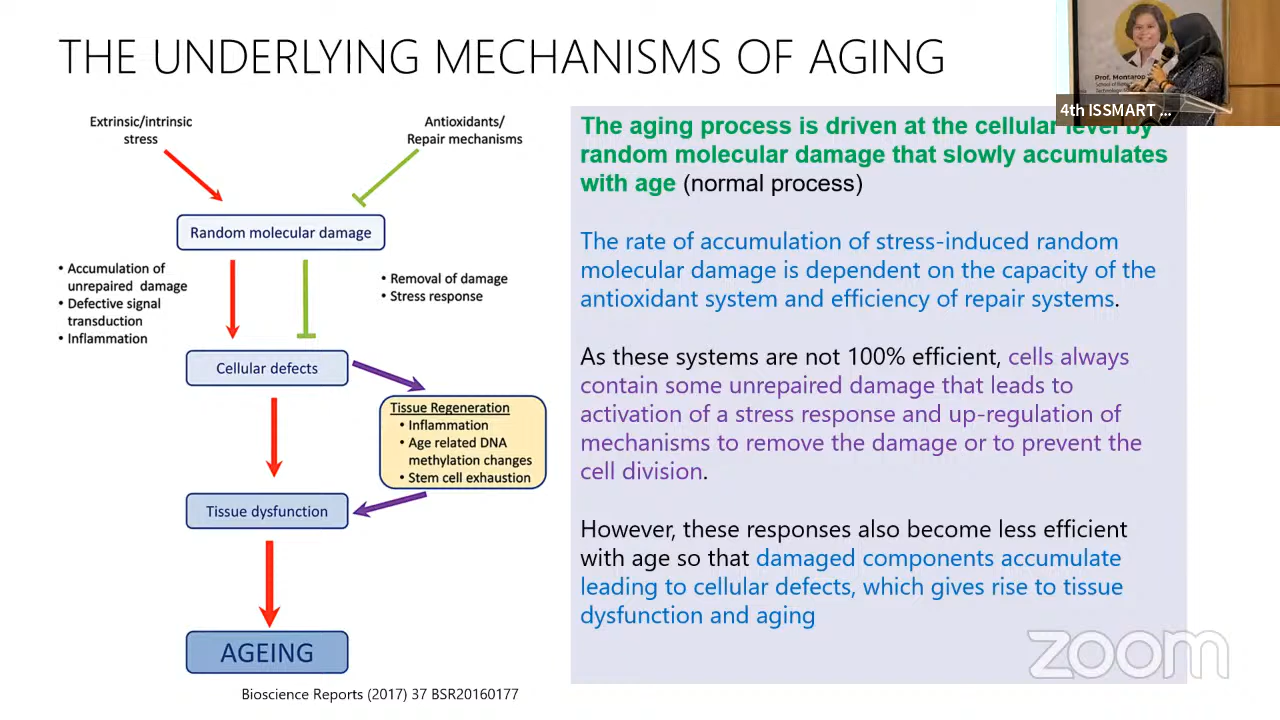 THE UNDERLYING MECHANISMS OF AGING
Prof. Montarop
4th ISSMART ...
Extrinsic/intrinsic
stress
Antioxidants/
Repair mechanisms
Random molecular damage
• Accumulation of
unrepaired damage
• Defective signal
transduction
• Inflammation
• Removal of damage
• Stress response
Cellular defects
Tissue Regeneration
• Inflammation
• Age related DNA
methylation changes
• Stem cell exhaustion
Tissue dysfunction
AGEING
Bioscience Reports (2017) 37 BSR20160177
The aging process is driven at the cellular level by
random molecular damage that slowly accumulates
with age (normal process)
The rate of accumulation of stress-induced random
molecular damage is dependent on the capacity of the
antioxidant system and efficiency of repair systems.
As these systems are not 100% efficient, cells always
contain some unrepaired damage that leads to
activation of a stress response and up-regulation of
mechanisms to remove the damage or to prevent the
cell division.
However, these responses also become less efficient
with age so that damaged components accumulate
leading to cellular defects, which gives rise to tissue
dysfunction and aging
zoom